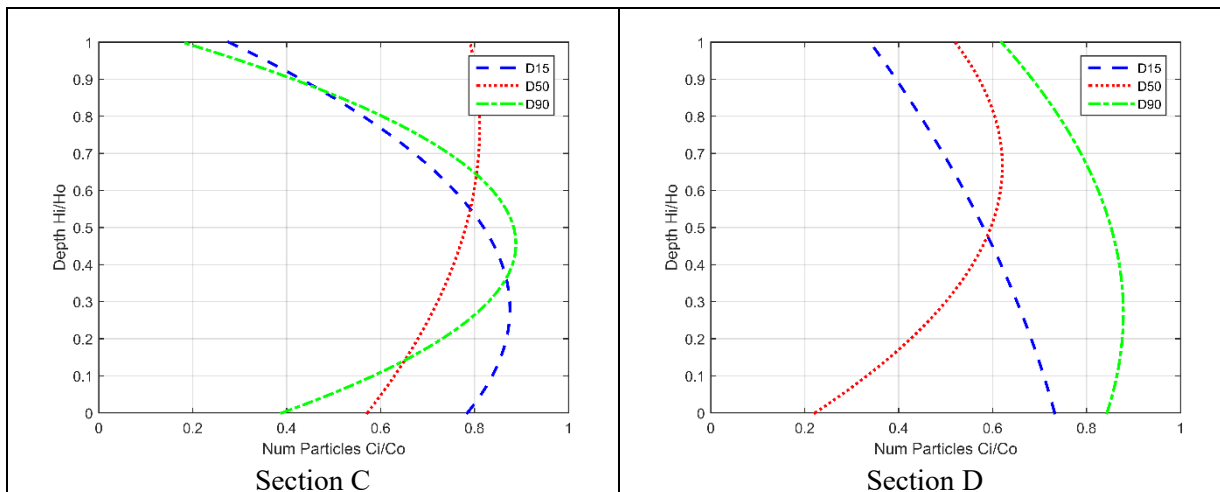 1
0.9
0.8
0.7
0.6
0.5
0.4
0.3
0.2
0.1
0
Depth Hi/Ho
D15
D50
D90
0 0.2 0.4 0.6 0.8 1
Num Particles Ci/Co
Section C
1
0.9
0.8
0.7
0.6
0.5
0.4
0.3
0.2
0.1
0
Depth Hi/Ho
D15
D50
D90
0 0.2 0.4 0.6 0.8 1
Num Particles Ci/Co
Section D